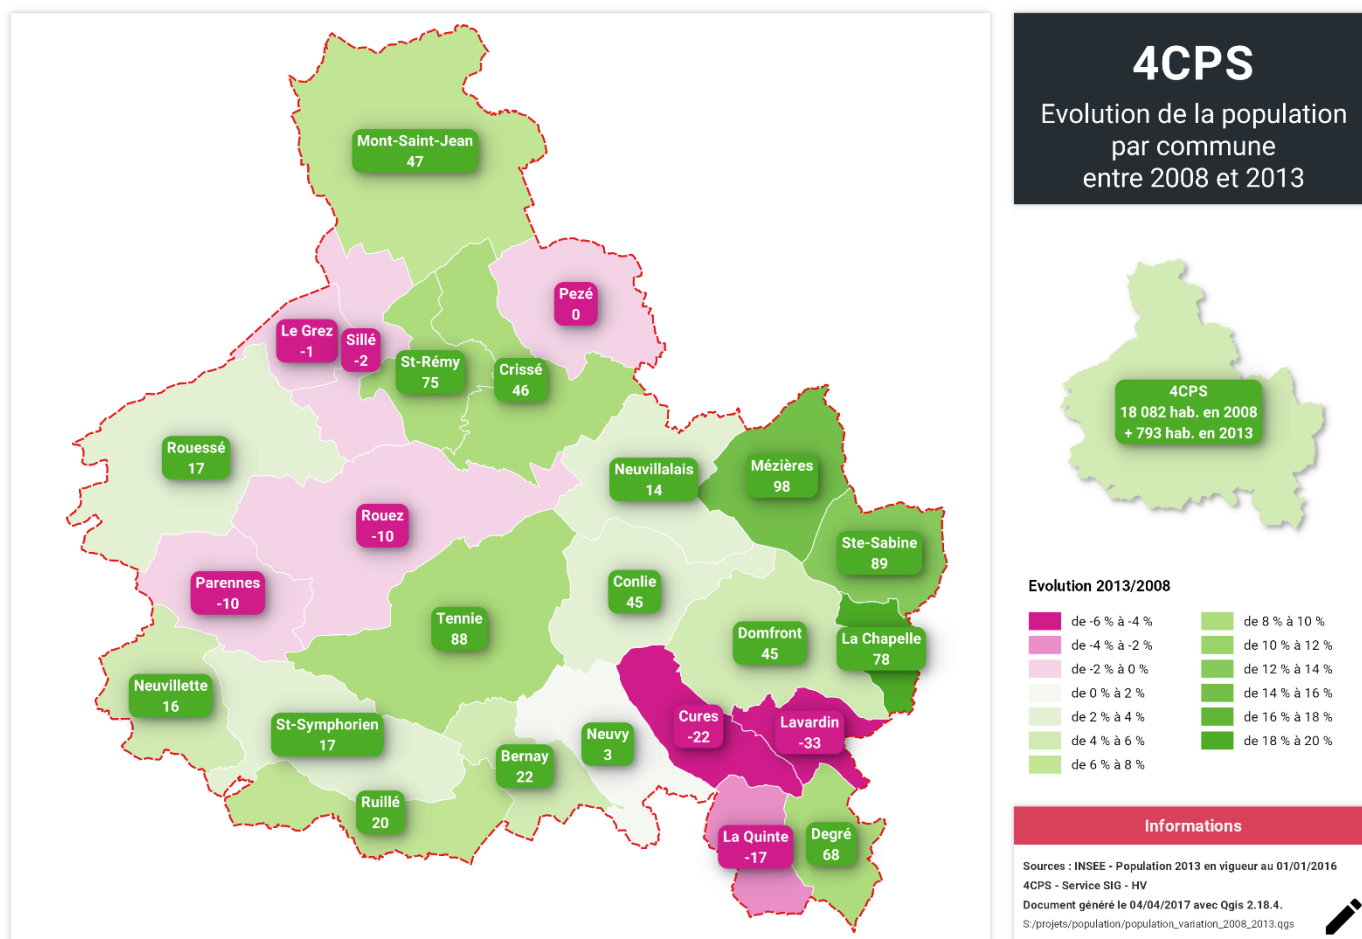 4CPS
Evolution de la population
par commune
entre 2008 et 2013
Mont-Saint-Jean
47
Pezé
0
Le Grez
-1
Sillé
-2
St-Rémy
75
Crissé
46
Rouessé
17
Neuvillalais
14
Mézières
98
Rouez
-10
Ste-Sabine
89
Parennes
-10
Conlie
45
Tennie
88
Domfront
45
La Chapelle
78
Neuvillette
16
St-Symphorien
17
Cures
-22
Lavardin
-33
Neuvy
3
Bernay
22
Ruillé
20
La Quinte
-17
Degré
68
4CPS
18 082 hab. en 2008
+ 793 hab. en 2013
Evolution 2013/2008
de -6 % à -4 %
de -4 % à -2 %
de -2 % à 0 %
de 0 % à 2 %
de 2 % à 4 %
de 4 % à 6 %
de 6 % à 8 %
de 8 % à 10 %
de 10 % à 12 %
de 12 % à 14 %
de 14 % à 16 %
de 16 % à 18 %
de 18 % à 20 %
Informations
Sources : INSEE - Population 2013 en vigueur au 01/01/2016
4CPS - Service SIG - HV
Document généré le 04/04/2017 avec Qgis 2.18.4.
S:/projets/population/population_variation_2008_2013.qgs